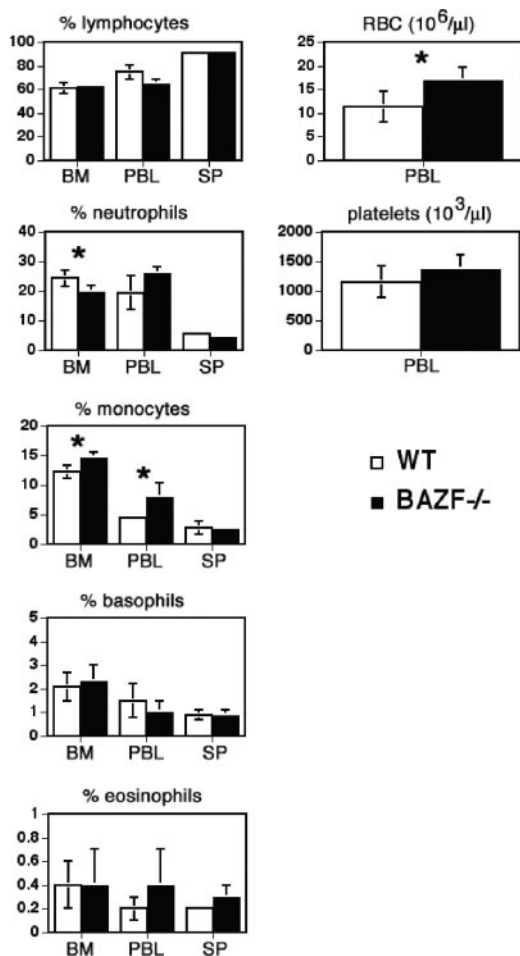 % lymphocytes
100
80
60
40
20
0
BM PBL SP
RBC (10^6/µl)
25
20
15
10
5
0
*
PBL
% neutrophils
40
30
20
10
0
*
BM PBL SP
platelets (10^3/µl)
2000
1500
1000
500
0
PBL
% monocytes
20
15
10
5
0
* *
BM PBL SP
WT
BAZF-/-
% basophils
5
4
3
2
1
0
BM PBL SP
% eosinophils
1
0.8
0.6
0.4
0.2
0
BM PBL SP